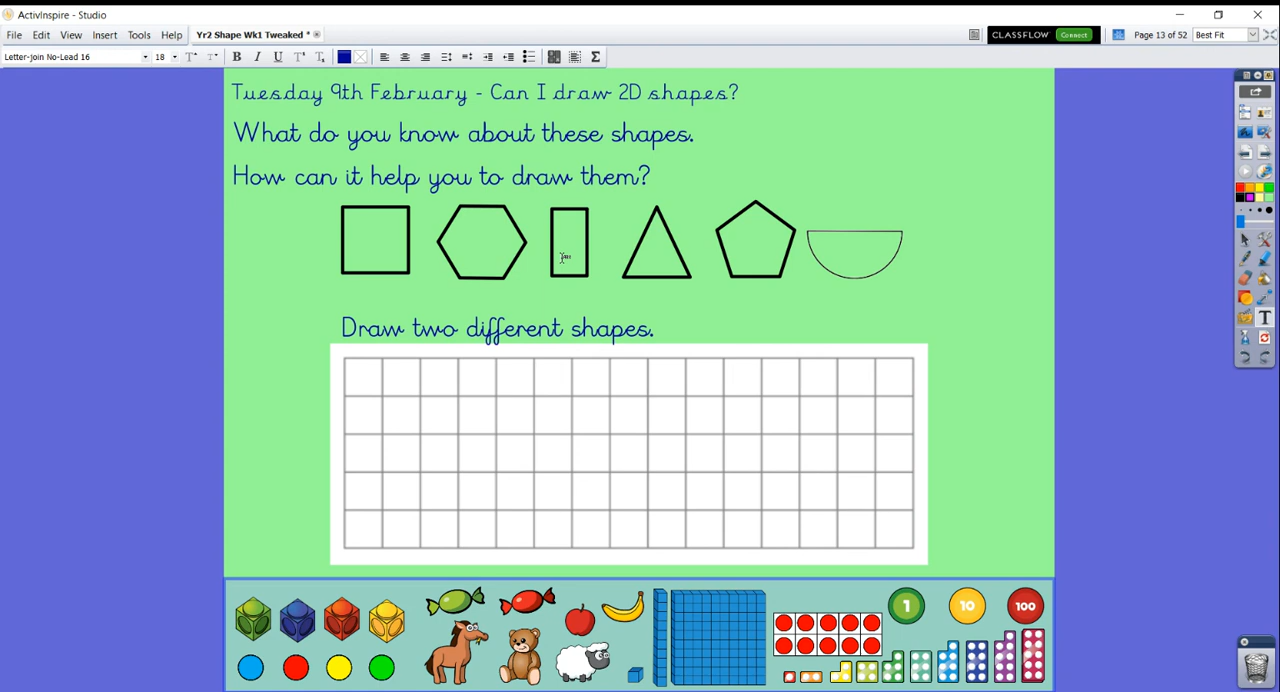 ActivInspire - Studio
File Edit View Insert Tools Help Yr2 Shape Wk1 Tweaked * CLASSFLOW Connect Page 13 of 52 Best Fit
Letter-join No-Lead 16 18 B I U T T Σ
Tuesday 9th February - Can I draw 2D shapes?
What do you know about these shapes.
How can it help you to draw them?
Draw two different shapes.
1 10 100